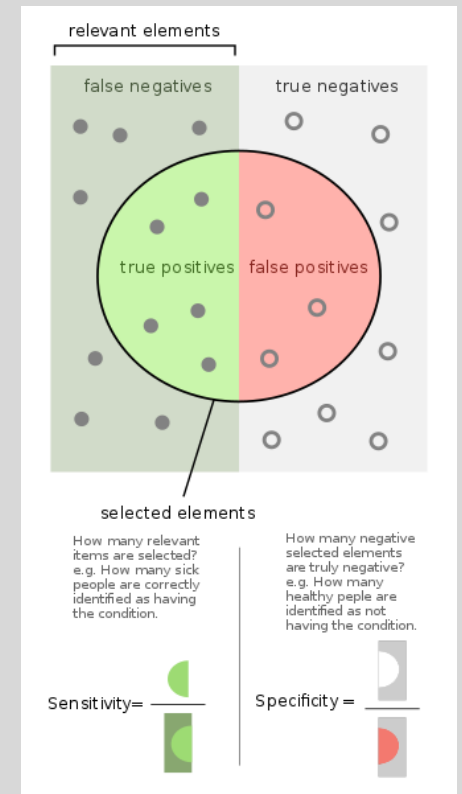 relevant elements
false negatives
true negatives
true positives
false positives
selected elements
How many relevant
items are selected?
e.g. How many sick
people are correctly
identified as having
the condition.
How many negative
selected elements
are truly negative?
e.g. How many
healthy peple are
identified as not
having the condition.
Sensitivity=
Specificity =